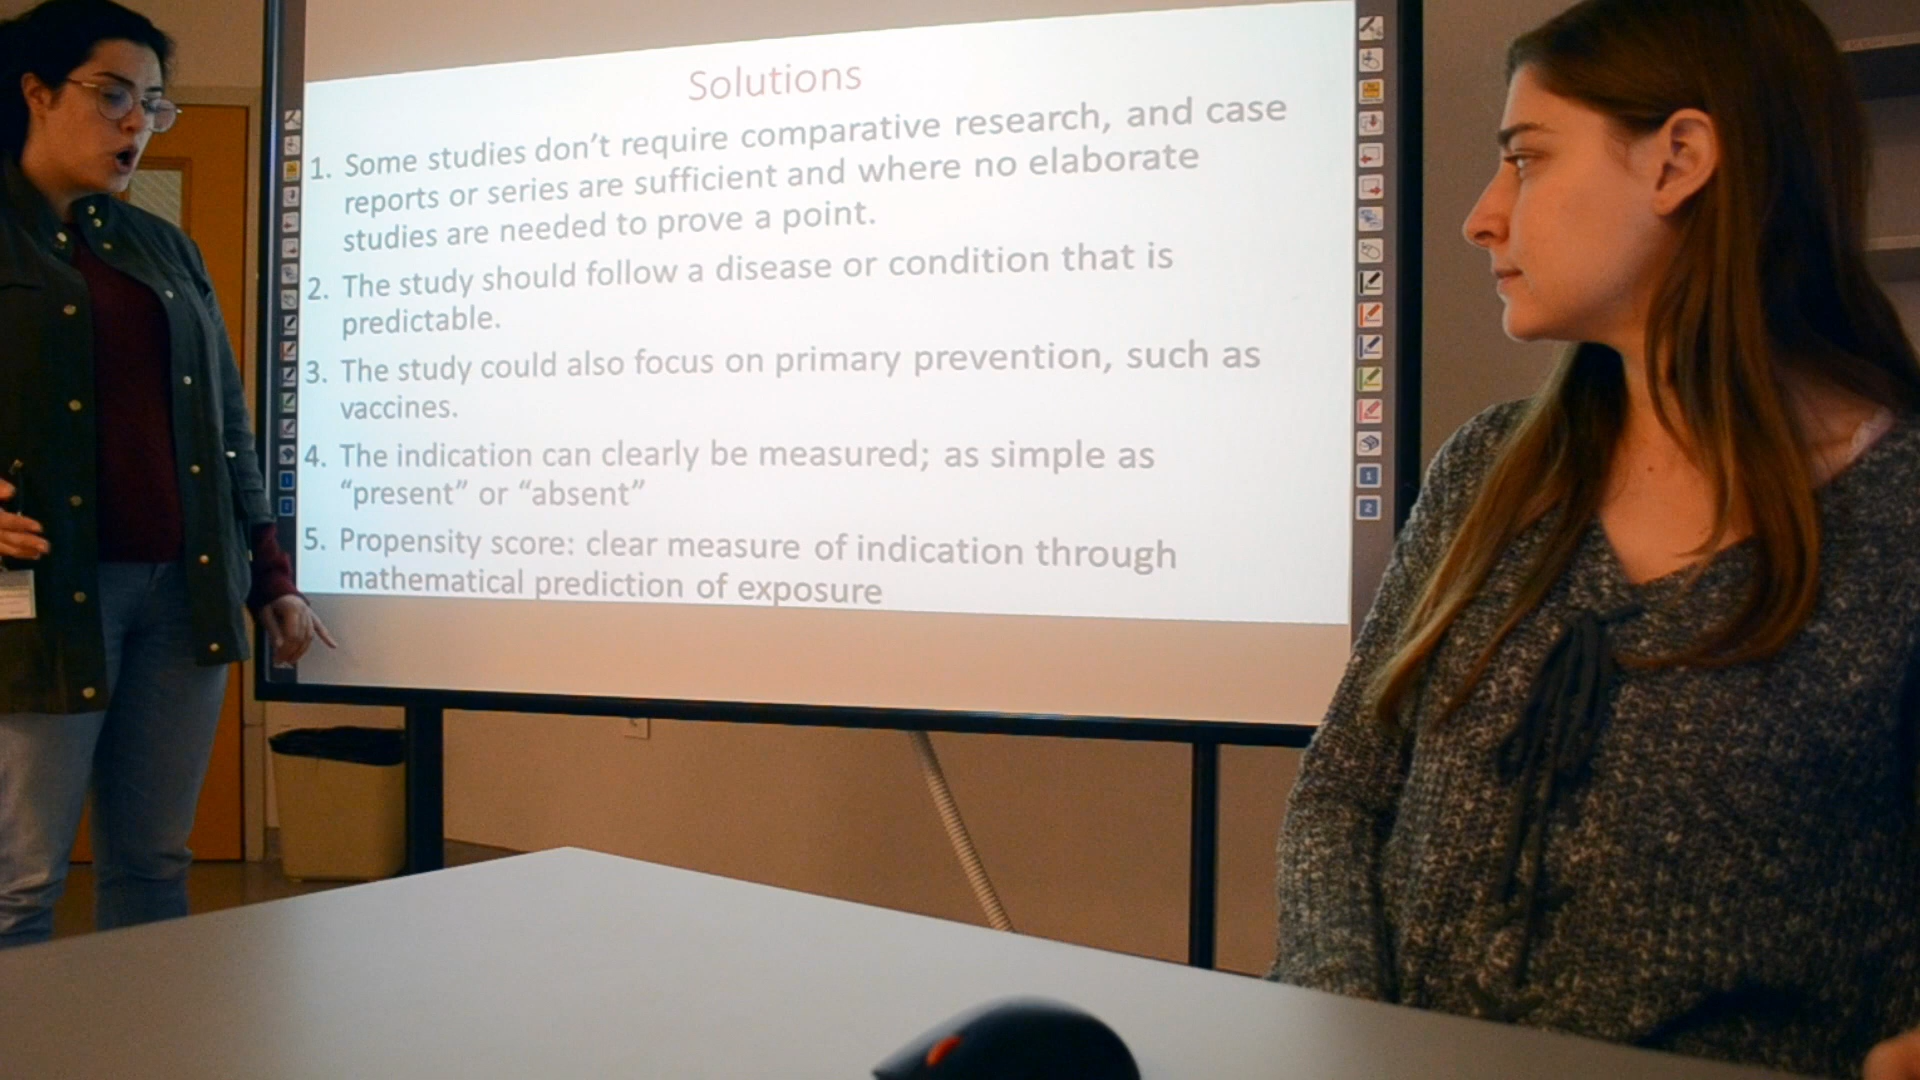 Solutions
1. Some studies don't require comparative research, and case
reports or series are sufficient and where no elaborate
studies are needed to prove a point.
2. The study should follow a disease or condition that is
predictable.
3. The study could also focus on primary prevention, such as
vaccines.
4. The indication can clearly be measured; as simple as
“present” or “absent”
5. Propensity score: clear measure of indication through
mathematical prediction of exposure
1
2